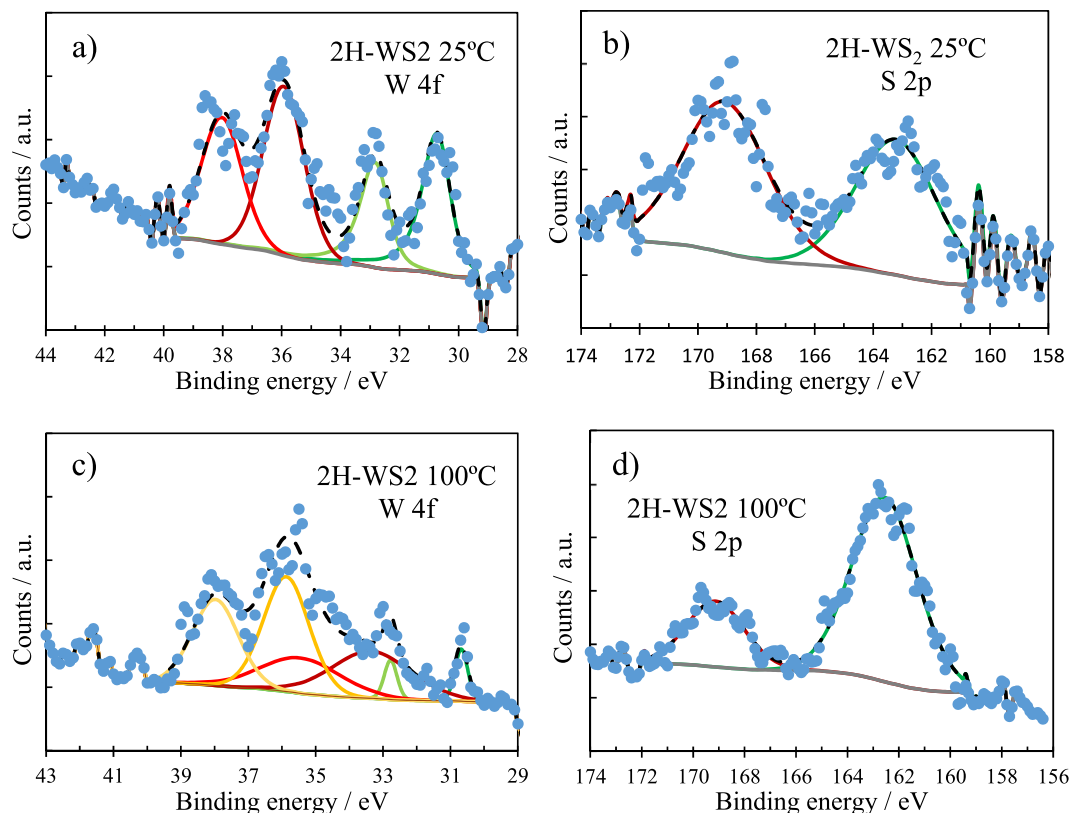 a)
2H-WS2 25ºC
W 4f
Counts / a.u.
44 42 40 38 36 34 32 30 28
Binding energy / eV
b)
2H-WS₂ 25ºC
S 2p
Counts / a.u.
174 172 170 168 166 164 162 160 158
Binding energy / eV
c)
2H-WS2 100ºC
W 4f
Counts / a.u.
43 41 39 37 35 33 31 29
Binding energy / eV
d)
2H-WS2 100ºC
S 2p
Counts / a.u.
174 172 170 168 166 164 162 160 158 156
Binding energy / eV